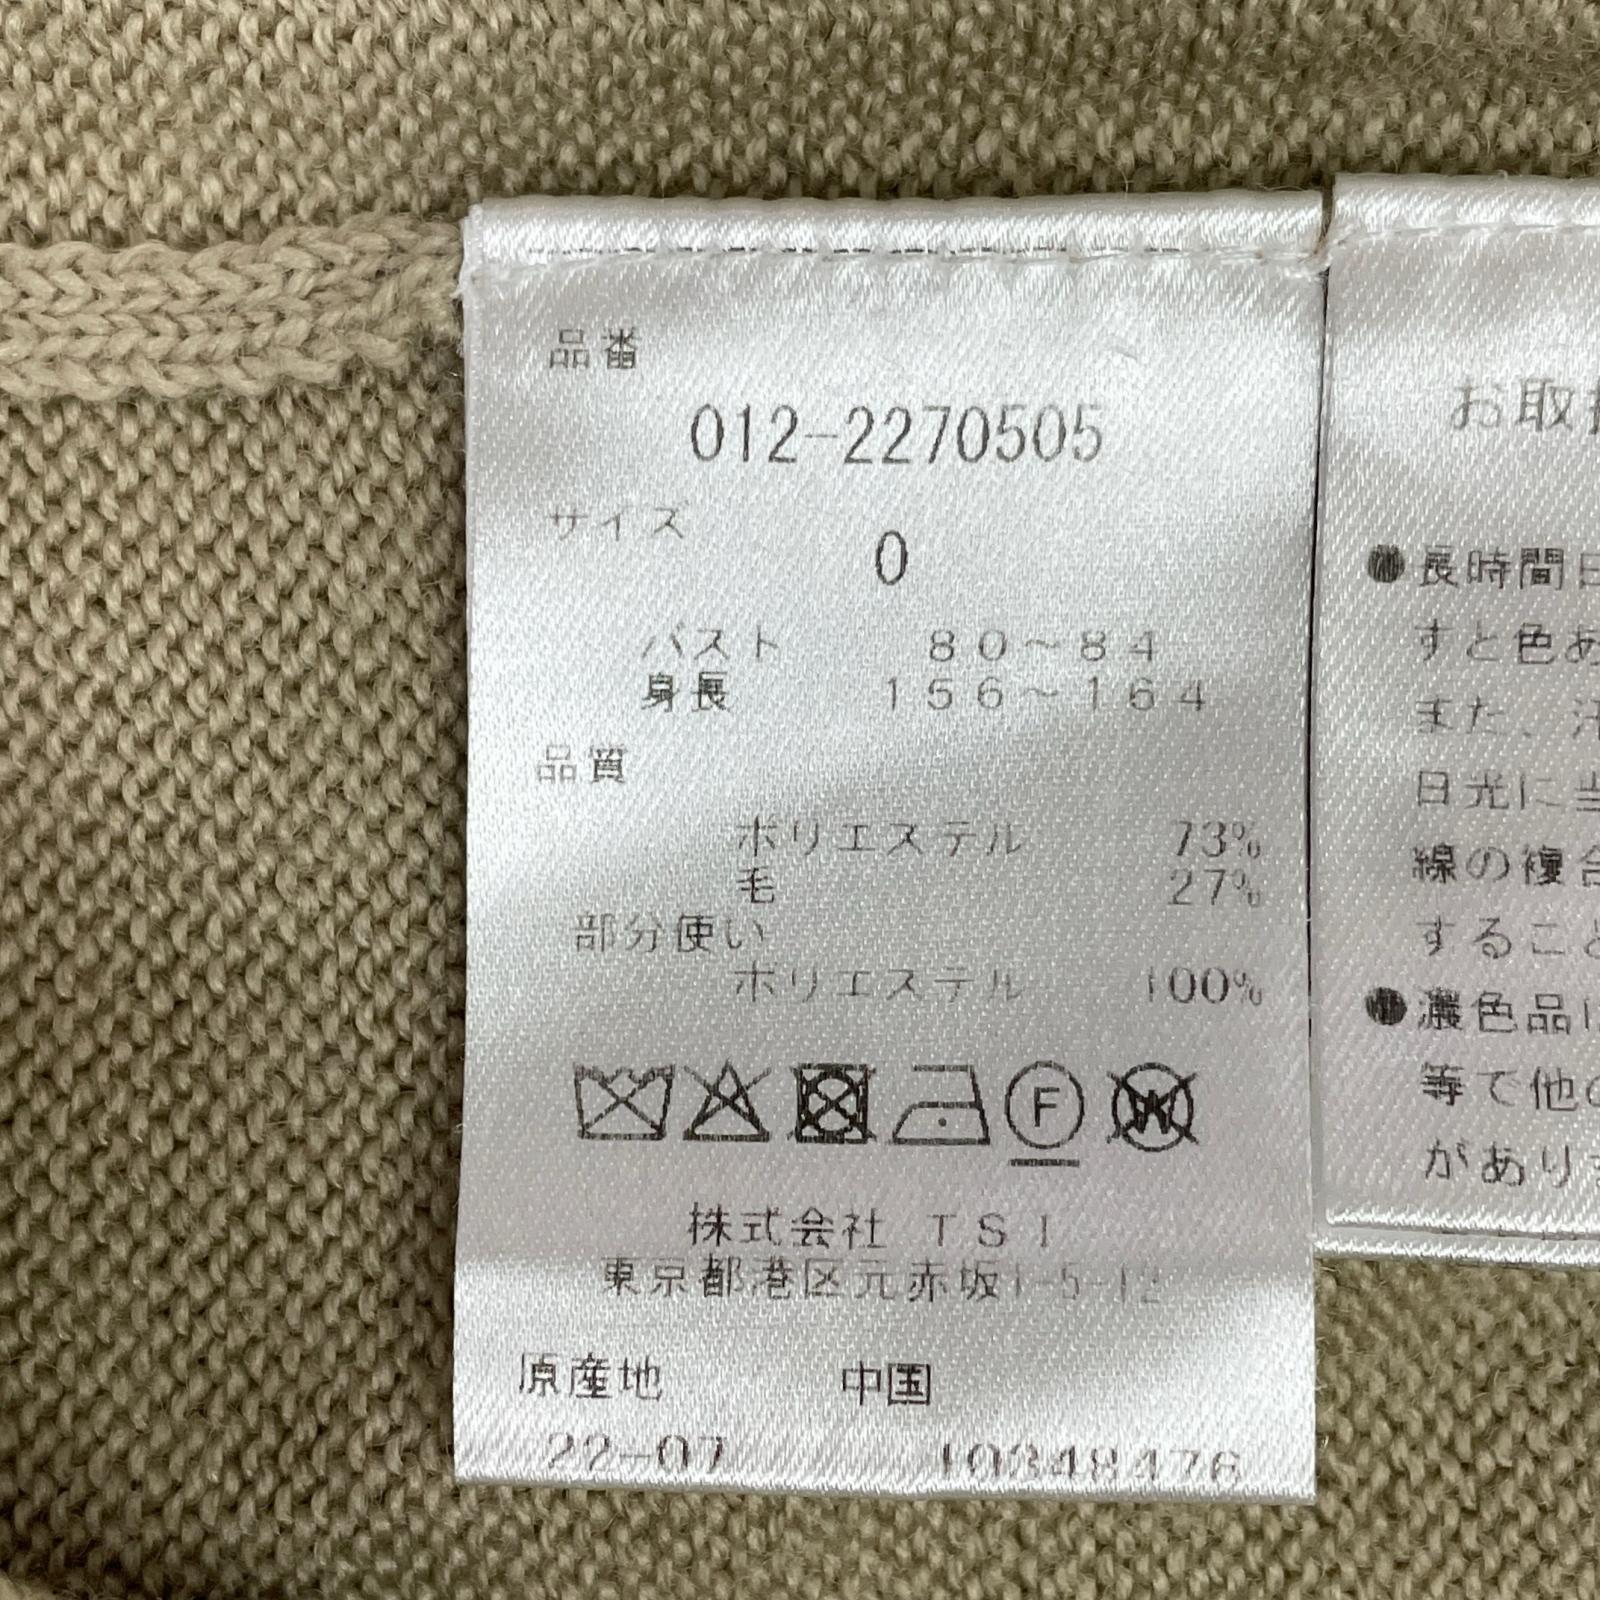 品番
012-2270505
サイズ
0
バスト 80～84
身長 156～164
品質
ポリエステル 73%
毛 27%
部分使い
ポリエステル 100%
F
W
株式会社 TSI
東京都港区元赤坂1-5-12
原産地 中国
22-07 10348476
お取
●長時間日
すと色あ
また、汗
日光に当
線の複合
すること
●濃色品に
等で他の
があります